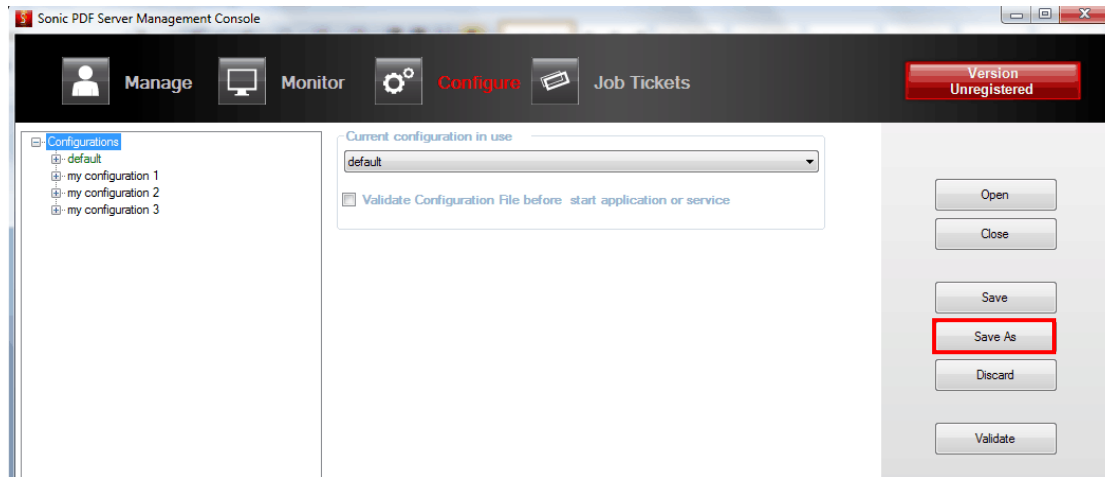 Sonic PDF Server Management Console
Manage
Monitor
Configure
Job Tickets
Version
Unregistered
Configurations
default
my configuration 1
my configuration 2
my configuration 3
Current configuration in use
default
Validate Configuration File before start application or service
Open
Close
Save
Save As
Discard
Validate